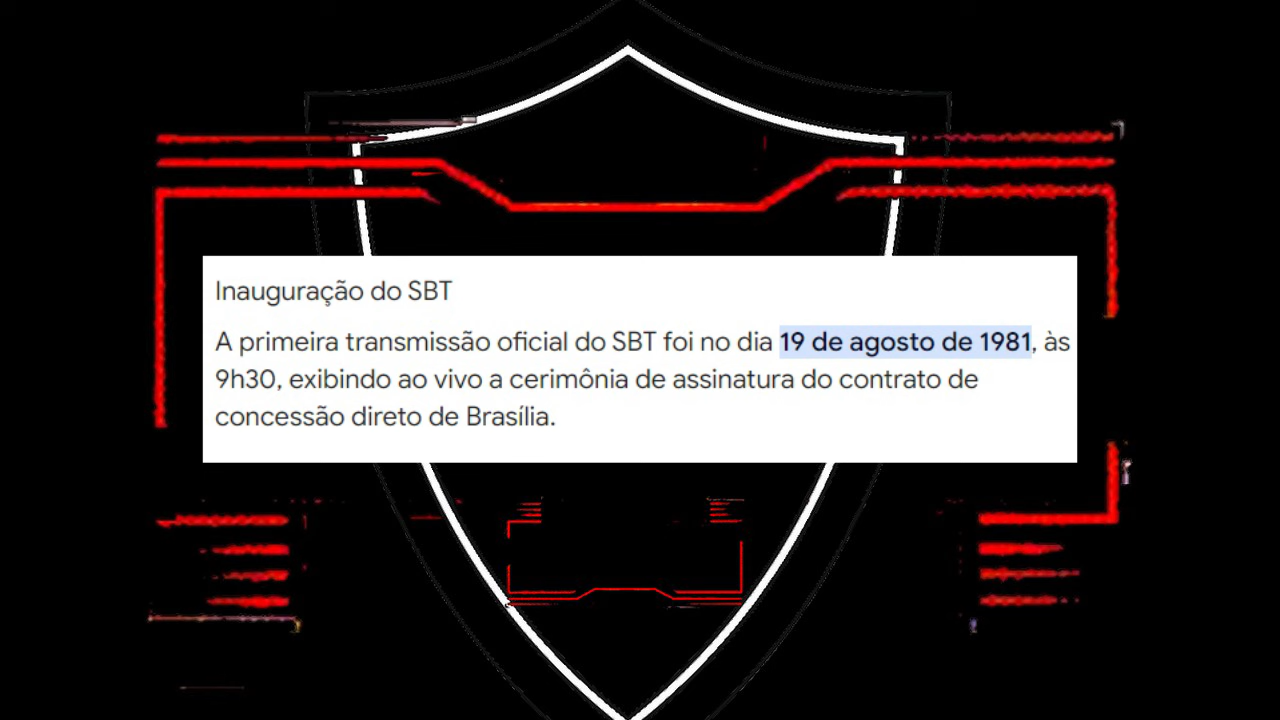 Inauguração do SBT
A primeira transmissão oficial do SBT foi no dia 19 de agosto de 1981, às
9h30, exibindo ao vivo a cerimônia de assinatura do contrato de
concessão direto de Brasília.